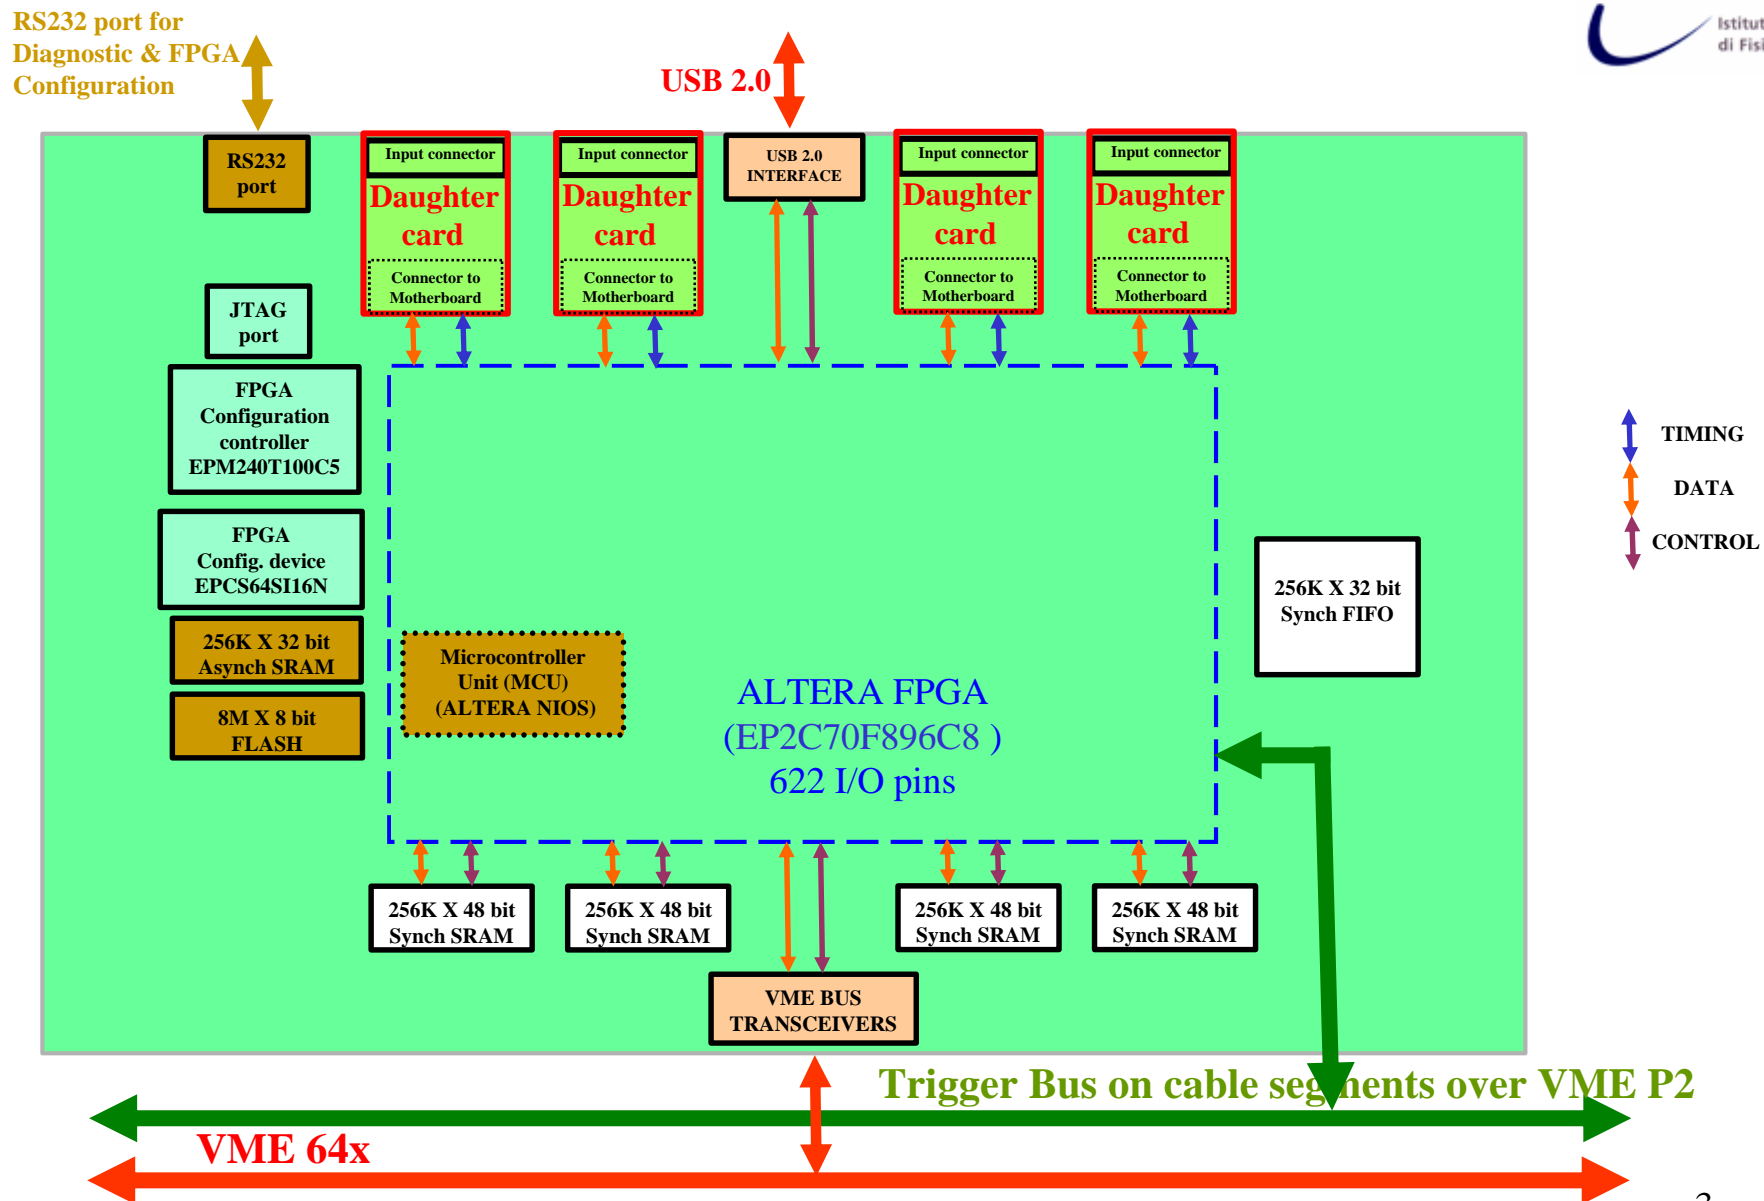 RS232 port for
Diagnostic & FPGA
Configuration
USB 2.0
Istitut
di Fisi
RS232
port
Input connector
Daughter
card
Connector to
Motherboard
Input connector
Daughter
card
Connector to
Motherboard
USB 2.0
INTERFACE
Input connector
Daughter
card
Connector to
Motherboard
Input connector
Daughter
card
Connector to
Motherboard
JTAG
port
FPGA
Configuration
controller
EPM240T100C5
FPGA
Config. device
EPCS64SI16N
256K X 32 bit
Asynch SRAM
8M X 8 bit
FLASH
Microcontroller
Unit (MCU)
(ALTERA NIOS)
ALTERA FPGA
(EP2C70F896C8 )
622 I/O pins
256K X 32 bit
Synch FIFO
TIMING
DATA
CONTROL
256K X 48 bit
Synch SRAM
256K X 48 bit
Synch SRAM
256K X 48 bit
Synch SRAM
256K X 48 bit
Synch SRAM
VME BUS
TRANSCEIVERS
Trigger Bus on cable segments over VME P2
VME 64x